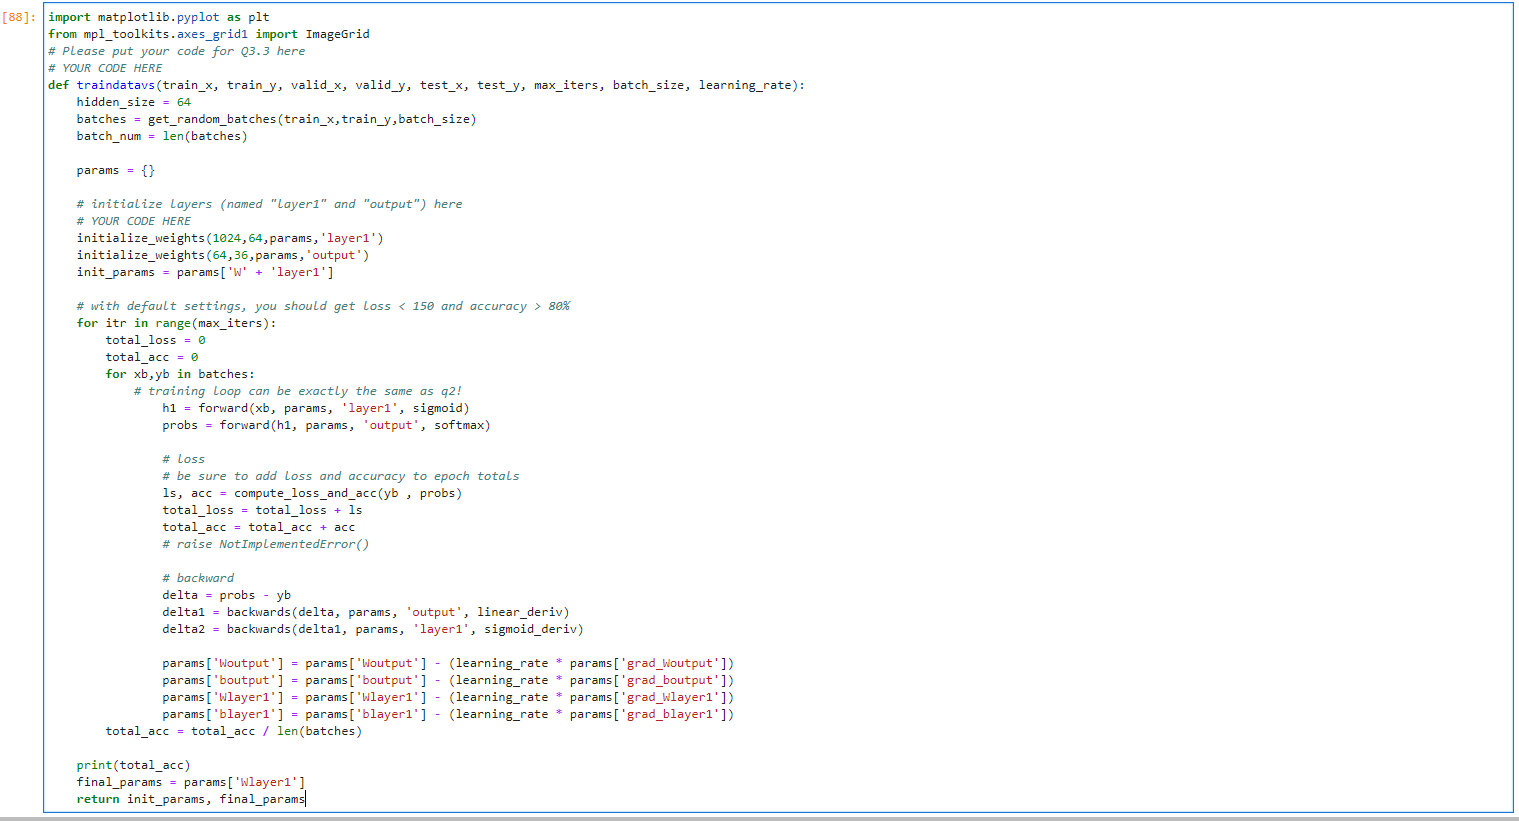 [88]:
import matplotlib.pyplot as plt
from mpl_toolkits.axes_grid1 import ImageGrid
# Please put your code for Q3.3 here
# YOUR CODE HERE
def traindatavs(train_x, train_y, valid_x, valid_y, test_x, test_y, max_iters, batch_size, learning_rate):
    hidden_size = 64
    batches = get_random_batches(train_x,train_y,batch_size)
    batch_num = len(batches)

    params = {}

    # initialize layers (named "layer1" and "output") here
    # YOUR CODE HERE
    initialize_weights(1024,64,params,'layer1')
    initialize_weights(64,36,params,'output')
    init_params = params['W' + 'layer1']

    # with default settings, you should get loss < 150 and accuracy > 80%
    for itr in range(max_iters):
        total_loss = 0
        total_acc = 0
        for xb,yb in batches:
            # training loop can be exactly the same as q2!
                h1 = forward(xb, params, 'layer1', sigmoid)
                probs = forward(h1, params, 'output', softmax)

                # loss
                # be sure to add loss and accuracy to epoch totals
                ls, acc = compute_loss_and_acc(yb , probs)
                total_loss = total_loss + ls
                total_acc = total_acc + acc
                # raise NotImplementedError()

                # backward
                delta = probs - yb
                delta1 = backwards(delta, params, 'output', linear_deriv)
                delta2 = backwards(delta1, params, 'layer1', sigmoid_deriv)

                params['Woutput'] = params['Woutput'] - (learning_rate * params['grad_Woutput'])
                params['boutput'] = params['boutput'] - (learning_rate * params['grad_boutput'])
                params['Wlayer1'] = params['Wlayer1'] - (learning_rate * params['grad_Wlayer1'])
                params['blayer1'] = params['blayer1'] - (learning_rate * params['grad_blayer1'])
        total_acc = total_acc / len(batches)

    print(total_acc)
    final_params = params['Wlayer1']
    return init_params, final_params